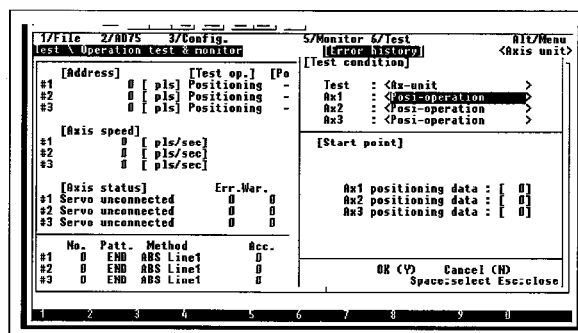 1/File 2/AD75 3/Config. 5/Monitor 6/Test Alt/Menu
Test \ Operation test & monitor [Error history] <Axis unit>
[Address] [Test op.] [Po
#1 0 [ pls] Positioning -
#2 0 [ pls] Positioning -
#3 0 [ pls] Positioning -
[Axis speed]
#1 0 [ pls/sec]
#2 0 [ pls/sec]
#3 0 [ pls/sec]
[Axis status] Err.War.
#1 Servo unconnected 0 0
#2 Servo unconnected 0 0
#3 Servo unconnected 0 0
No. Patt. Method Acc.
#1 0 END ABS Line1 0
#2 0 END ABS Line1 0
#3 0 END ABS Line1 0
[Test condition]
Test : <Ax-unit >
Ax1 : <Posi-operation >
Ax2 : <Posi-operation >
Ax3 : <Posi-operation >
[Start point]
Ax1 positioning data : [ 0]
Ax2 positioning data : [ 0]
Ax3 positioning data : [ 0]
OK (Y) Cancel (N)
Space:select Esc:close
1 2 3 4 5 6 7 8 9 0